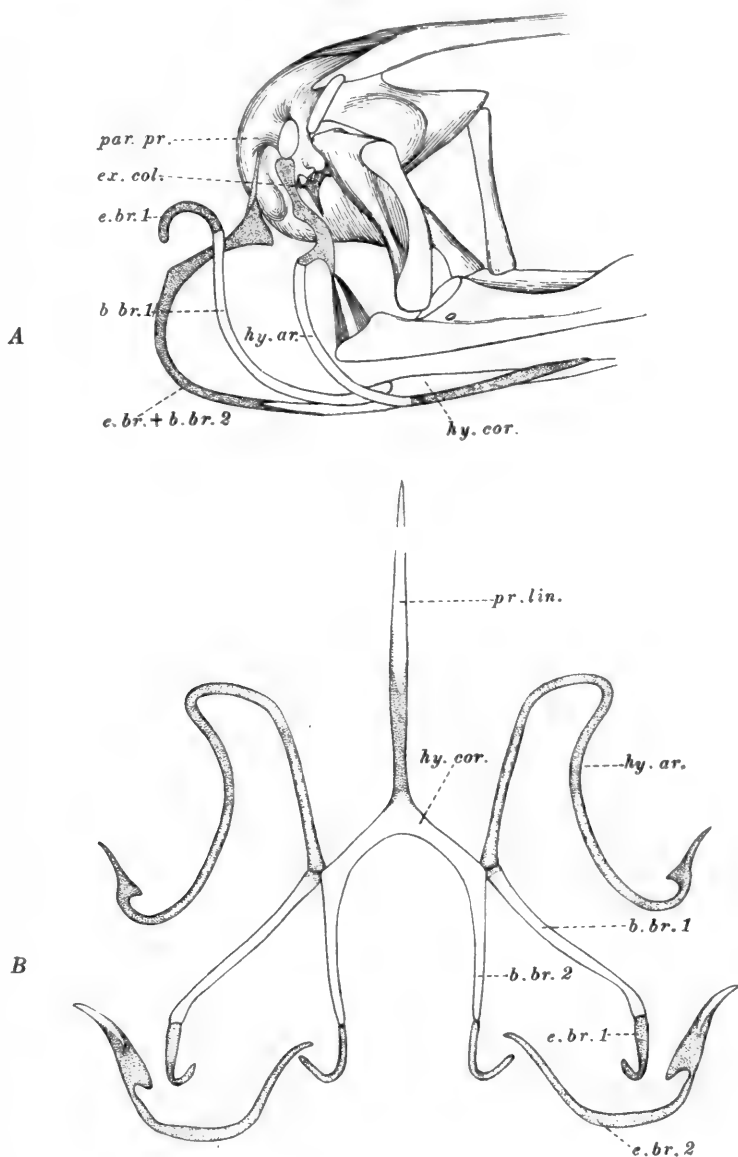 par. pr.
ex. col.
e.br.1
b br.1
A
hy. ar.
e. br. + b. br. 2
hy. cor.
pr. lin.
hy. cor.
hy. ar.
b. br. 1
B
b. br. 2
e. br. 1
e. br. 2